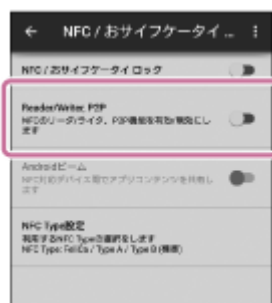 NFC / おサイフケータイ ...
NFC / おサイフケータイ ロック
Reader/Writer, P2P
NFCのリーダ/ライタ、P2P機能を有効/無効にし
ます
Androidビーム
NFC対応デバイス間でアプリコンテンツを共有し
ます
NFC Type設定
利用するNFC Typeの選択をします
NFC Type: FeliCa / Type A / Type B (標準)